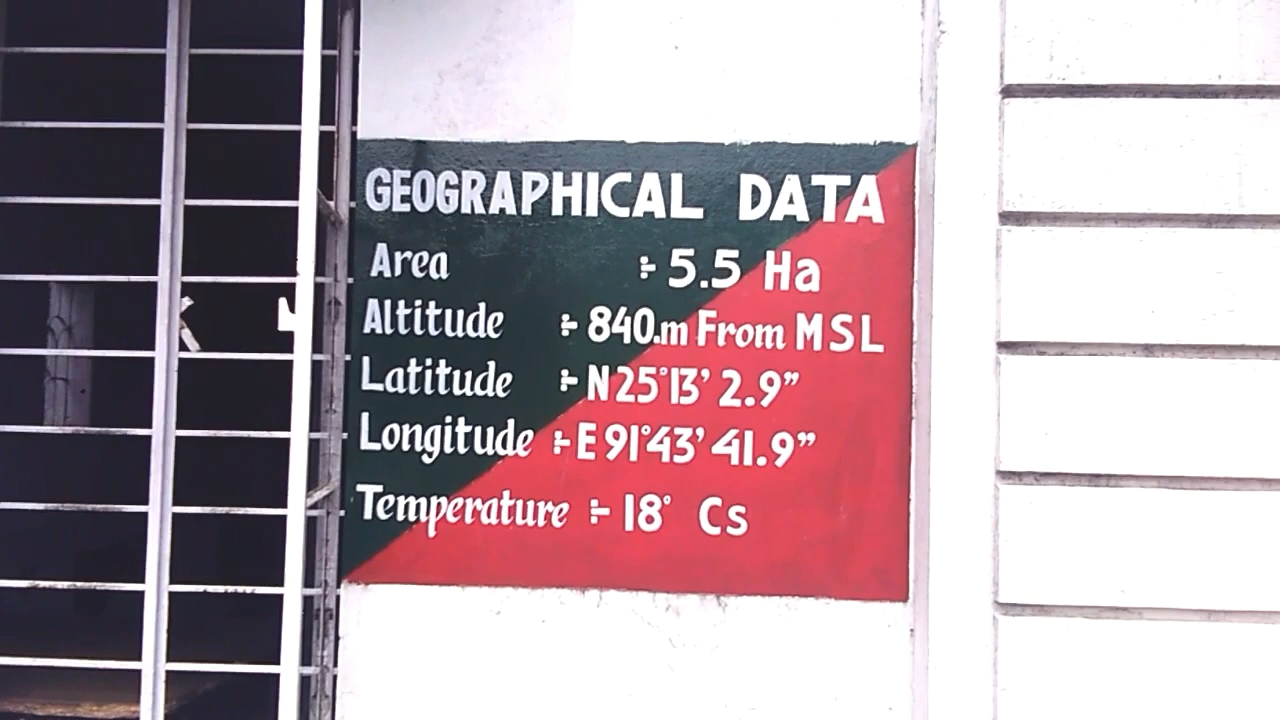 GEOGRAPHICAL DATA
Area :- 5.5 Ha
Altitude :- 840.m From MSL
Latitude :- N 25°13' 2.9"
Longitude :- E 91°43' 41.9"
Temperature :- 18° Cs